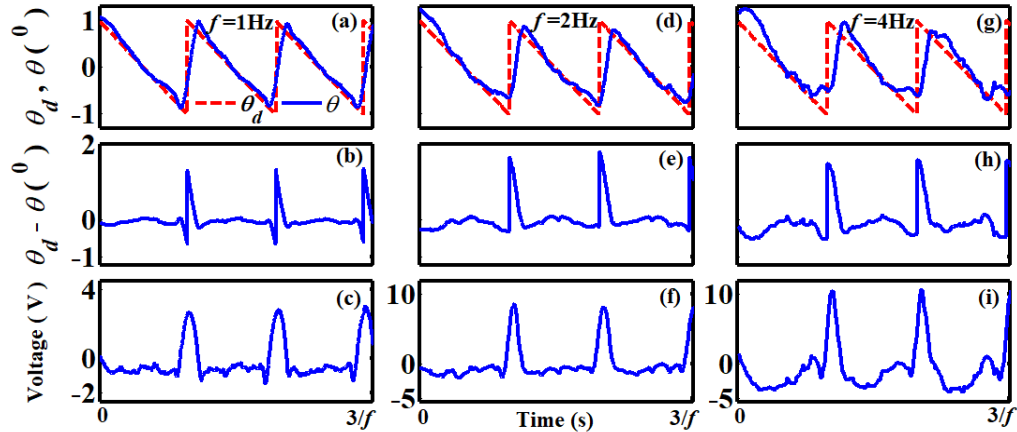 θd , θ ( 0
1
0
-1
f =1Hz
(a)
θd
θ
f =2Hz
(d)
f =4Hz
(g)
θd - θ ( 0
2
0
-1
(b)
(e)
(h)
Voltage ( V )
4
0
-2
(c)
10
0
-5
(f)
10
0
-5
(i)
0
3/f
0
Time (s)
3/f
0
3/f